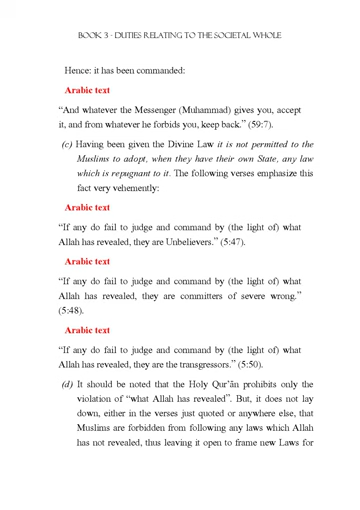 BOOK 3 - DUTIES RELATING TO THE SOCIETAL WHOLE
Hence: it has been commanded:
Arabic text
“And whatever the Messenger (Muhammad) gives you, accept
it, and from whatever he forbids you, keep back.” (59:7).
(c) Having been given the Divine Law it is not permitted to the
Muslims to adopt, when they have their own State, any law
which is repugnant to it. The following verses emphasize this
fact very vehemently:
Arabic text
“If any do fail to judge and command by (the light of) what
Allah has revealed, they are Unbelievers.” (5:47).
Arabic text
“If any do fail to judge and command by (the light of) what
Allah has revealed, they are committers of severe wrong.”
(5:48).
Arabic text
“If any do fail to judge and command by (the light of) what
Allah has revealed, they are the transgressors.” (5:50).
(d) It should be noted that the Holy Qur’ān prohibits only the
violation of “what Allah has revealed”. But, it does not lay
down, either in the verses just quoted or anywhere else, that
Muslims are forbidden from following any laws which Allah
has not revealed, thus leaving it open to frame new Laws for